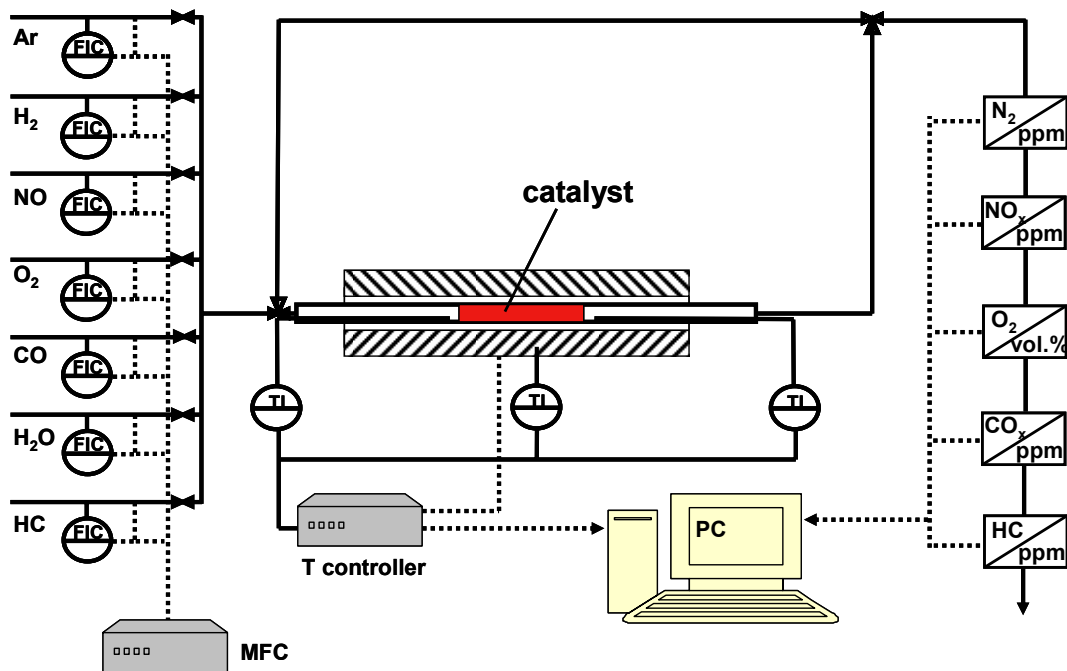 Ar
FIC
H₂
FIC
NO
FIC
O₂
FIC
CO
FIC
H₂O
FIC
HC
FIC
MFC
catalyst
TI
TI
TI
T controller
PC
N₂
ppm
NOₓ
ppm
O₂
vol.%
COₓ
ppm
HC
ppm